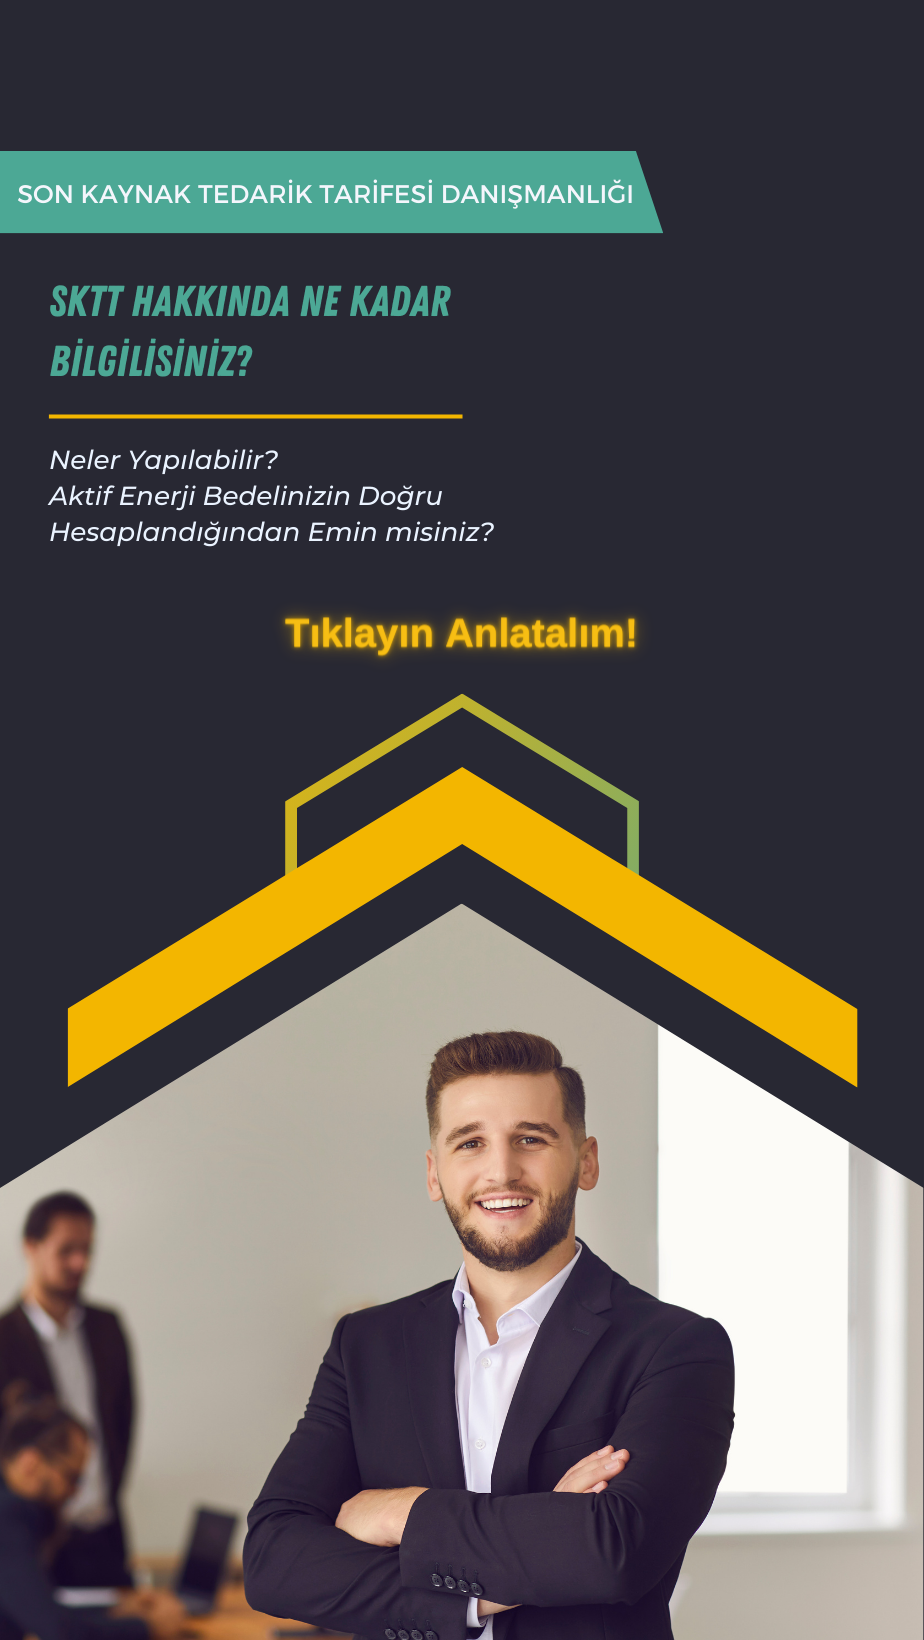 SON KAYNAK TEDARİK TARİFESİ DANIŞMANLIĞI
SKTT HAKKINDA NE KADAR
BİLGİLİSİNİZ?
Neler Yapılabilir?
Aktif Enerji Bedelinizin Doğru
Hesaplandığından Emin misiniz?
Tıklayın Anlatalım!